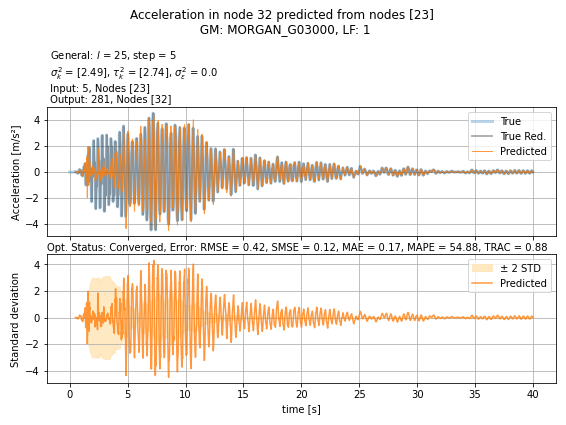 Acceleration in node 32 predicted from nodes [23]
GM: MORGAN_G03000, LF: 1
General: l = 25, step = 5
σ²ₖ = [2.49], τ²ₖ = [2.74], σ²ε = 0.0
Input: 5, Nodes [23]
Output: 281, Nodes [32]
Acceleration [m/s²]
4
2
0
−2
−4
True
True Red.
Predicted
Opt. Status: Converged, Error: RMSE = 0.42, SMSE = 0.12, MAE = 0.17, MAPE = 54.88, TRAC = 0.88
Standard deviation
4
2
0
−2
−4
± 2 STD
Predicted
0 5 10 15 20 25 30 35 40
time [s]